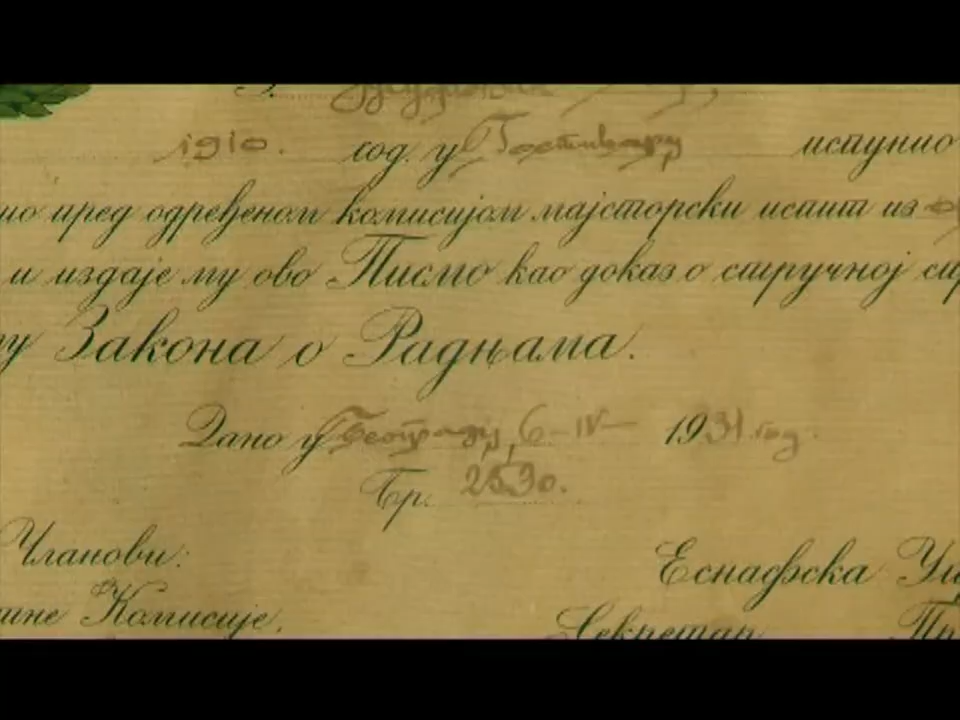 1910. год. у Гостивару испунио
пред одређеном комисијом мајсторски испит из
и издаје му ово Писмо као доказ о стручној
Закона о Радњама.
Дано у Београду, 6-IV- 1931 год.
Бр. 2530.
Чланови: Еснафска
Комисије. Секретар